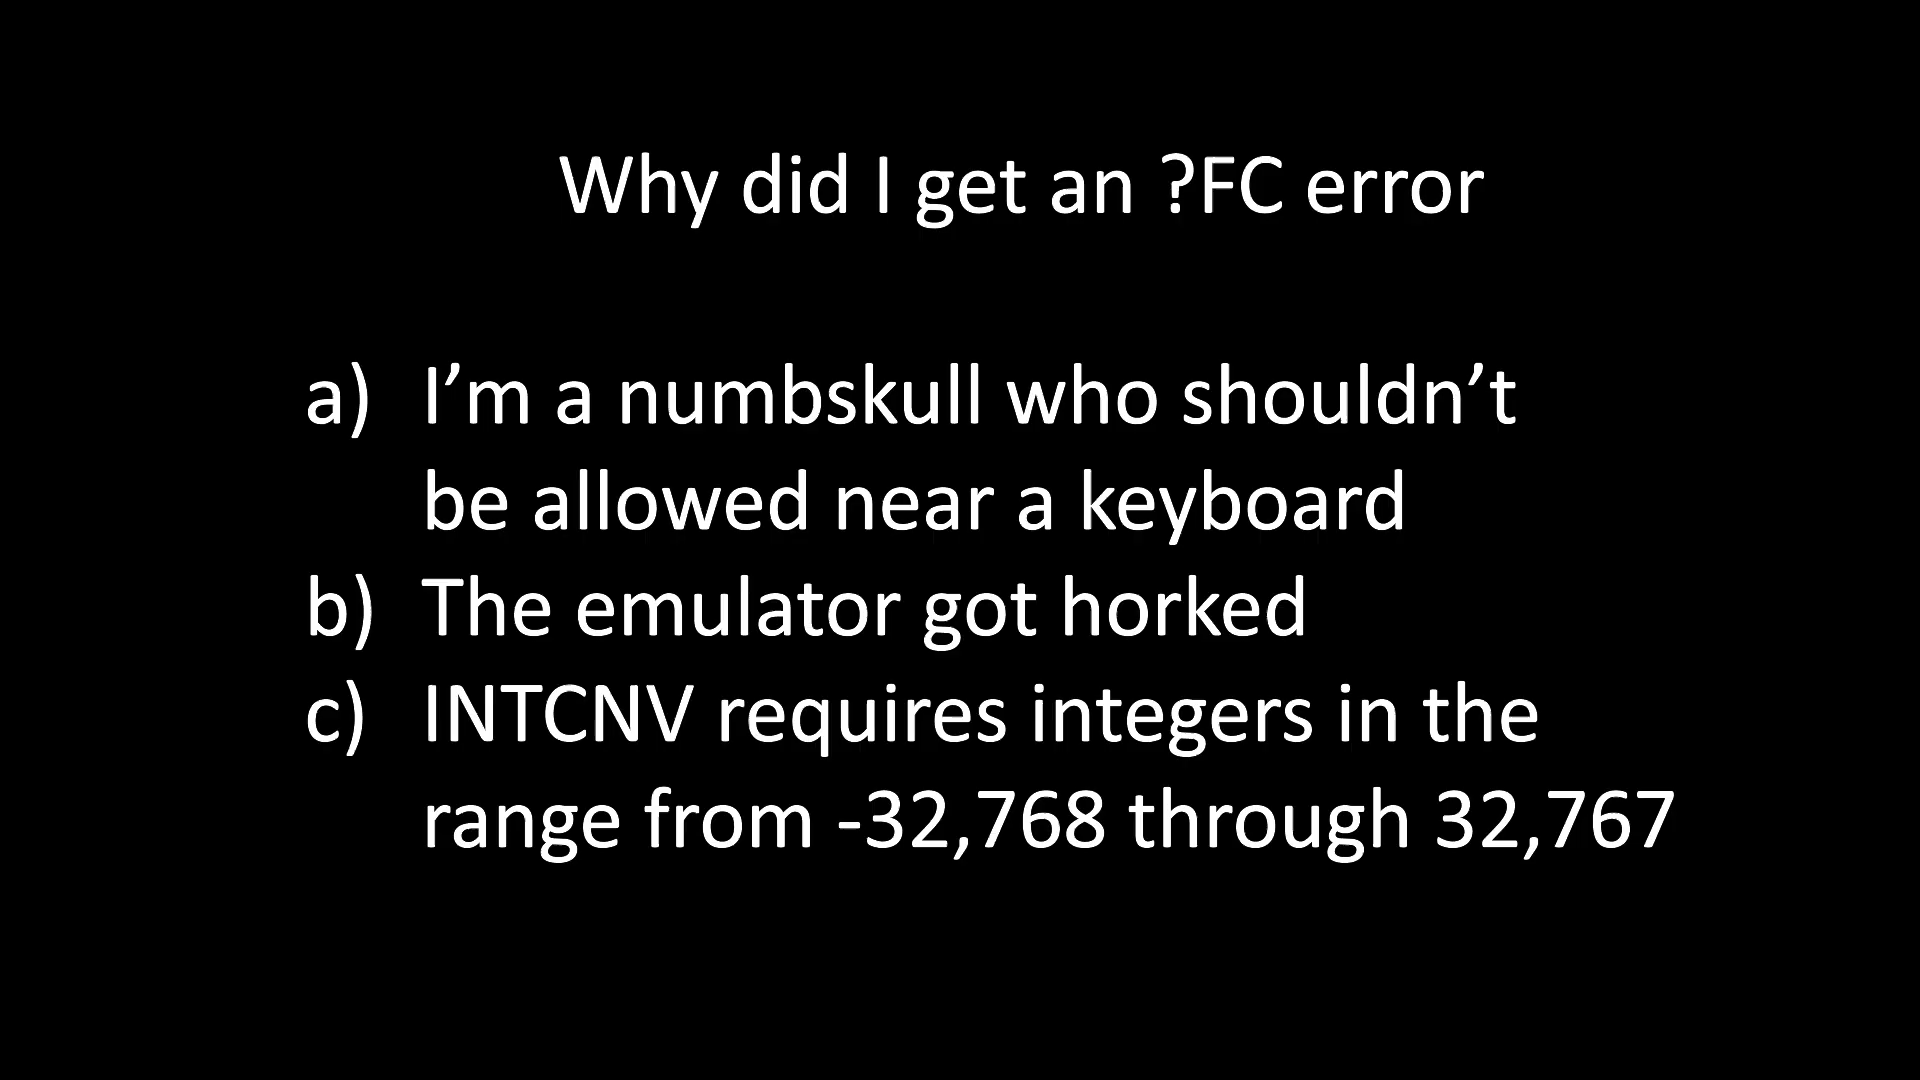 Why did I get an ?FC error
a) I’m a numbskull who shouldn’t
be allowed near a keyboard
b) The emulator got horked
c) INTCNV requires integers in the
range from -32,768 through 32,767